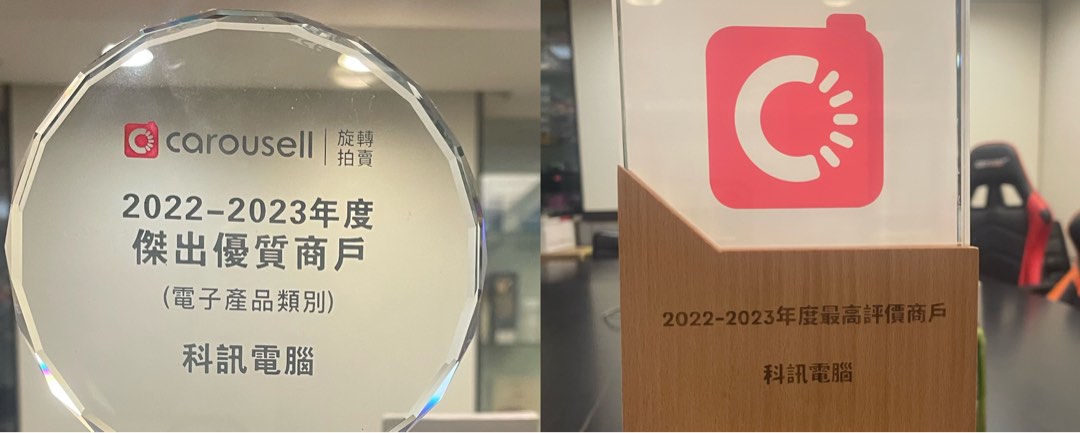 carousell
旋轉
拍賣
2022-2023年度
傑出優質商戶
(電子產品類別)
科訊電腦
2022-2023年度最高評價商戶
科訊電腦